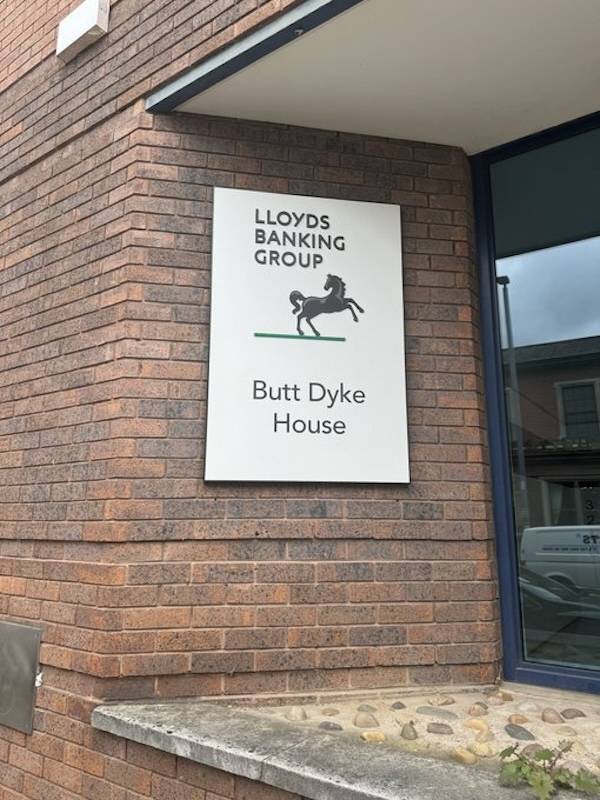 LLOYDS
BANKING
GROUP
Butt Dyke
House